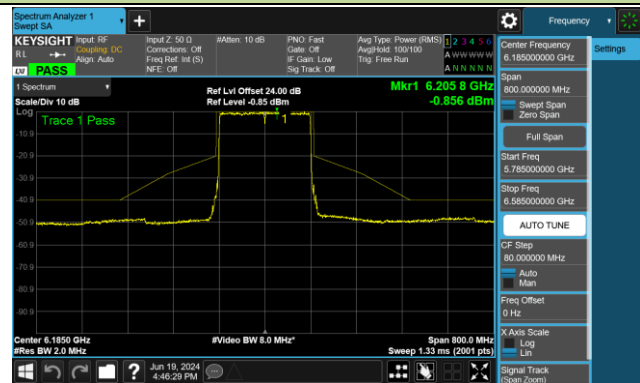 Spectrum Analyzer 1
Swept SA
Frequency
KEYSIGHT
Input: RF
Coupling: DC
Align: Auto
Input Z: 50 Ω
Corrections: Off
Freq Ref: Int (S)
NFE: Off
#Atten: 10 dB
PNO: Fast
Gate: Off
IF Gain: Low
Sig Track: Off
Avg Type: Power (RMS)
Avg|Hold: 100/100
Trig: Free Run
1 2 3 4 5 6
A W W W W W
A N N N N N
RL
LXI
PASS
1 Spectrum
Scale/Div 10 dB
Ref Lvl Offset 24.00 dB
Ref Level -0.85 dBm
Mkr1 6.205 8 GHz
-0.856 dBm
Log
Trace 1 Pass
1
-10.9
-20.9
-30.9
-40.9
-50.9
-60.9
-70.9
-80.9
-90.9
Center 6.1850 GHz
#Res BW 2.0 MHz
#Video BW 8.0 MHz*
Span 800.0 MHz
Sweep 1.33 ms (2001 pts)
Jun 19, 2024
4:46:29 PM
Center Frequency
6.185000000 GHz
Settings
Span
800.000000 MHz
Swept Span
Zero Span
Full Span
Start Freq
5.785000000 GHz
Stop Freq
6.585000000 GHz
AUTO TUNE
CF Step
80.000000 MHz
Auto
Man
Freq Offset
0 Hz
X Axis Scale
Log
Lin
Signal Track
(Span Zoom)